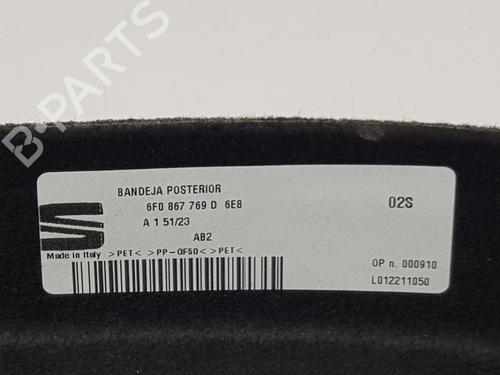 B-PARTS
BANDEJA POSTERIOR
6F0 867 769 D 6E8
02S
A 1 51/23
AB2
Made in Italy >PET< >PP-GF50< >PET<
OP n. 000910
L012211050